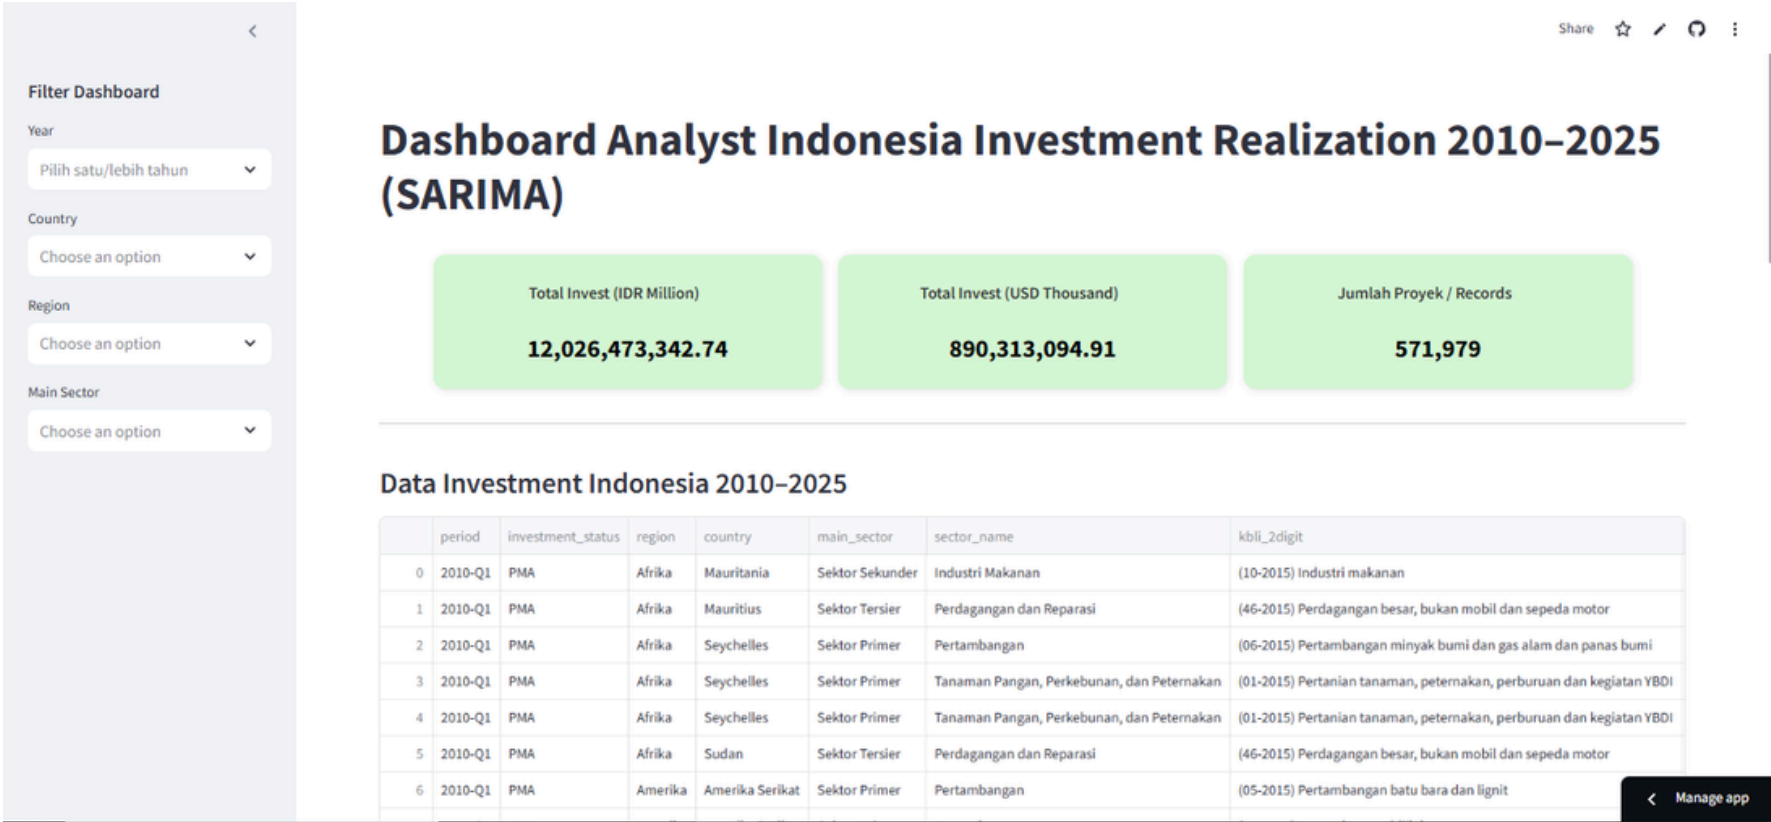 Share
Filter Dashboard
Year
Pilih satu/lebih tahun
Country
Choose an option
Region
Choose an option
Main Sector
Choose an option
Dashboard Analyst Indonesia Investment Realization 2010–2025
(SARIMA)
Total Invest (IDR Million)
12,026,473,342.74
Total Invest (USD Thousand)
890,313,094.91
Jumlah Proyek / Records
571,979
Data Investment Indonesia 2010–2025
period investment_status region country main_sector sector_name kbli_2digit
0 2010-Q1 PMA Afrika Mauritania Sektor Sekunder Industri Makanan (10-2015) Industri makanan
1 2010-Q1 PMA Afrika Mauritius Sektor Tersier Perdagangan dan Reparasi (46-2015) Perdagangan besar, bukan mobil dan sepeda motor
2 2010-Q1 PMA Afrika Seychelles Sektor Primer Pertambangan (06-2015) Pertambangan minyak bumi dan gas alam dan panas bumi
3 2010-Q1 PMA Afrika Seychelles Sektor Primer Tanaman Pangan, Perkebunan, dan Peternakan (01-2015) Pertanian tanaman, peternakan, perburuan dan kegiatan YBDI
4 2010-Q1 PMA Afrika Seychelles Sektor Primer Tanaman Pangan, Perkebunan, dan Peternakan (01-2015) Pertanian tanaman, peternakan, perburuan dan kegiatan YBDI
5 2010-Q1 PMA Afrika Sudan Sektor Tersier Perdagangan dan Reparasi (46-2015) Perdagangan besar, bukan mobil dan sepeda motor
6 2010-Q1 PMA Amerika Amerika Serikat Sektor Primer Pertambangan (05-2015) Pertambangan batu bara dan lignit
Manage app